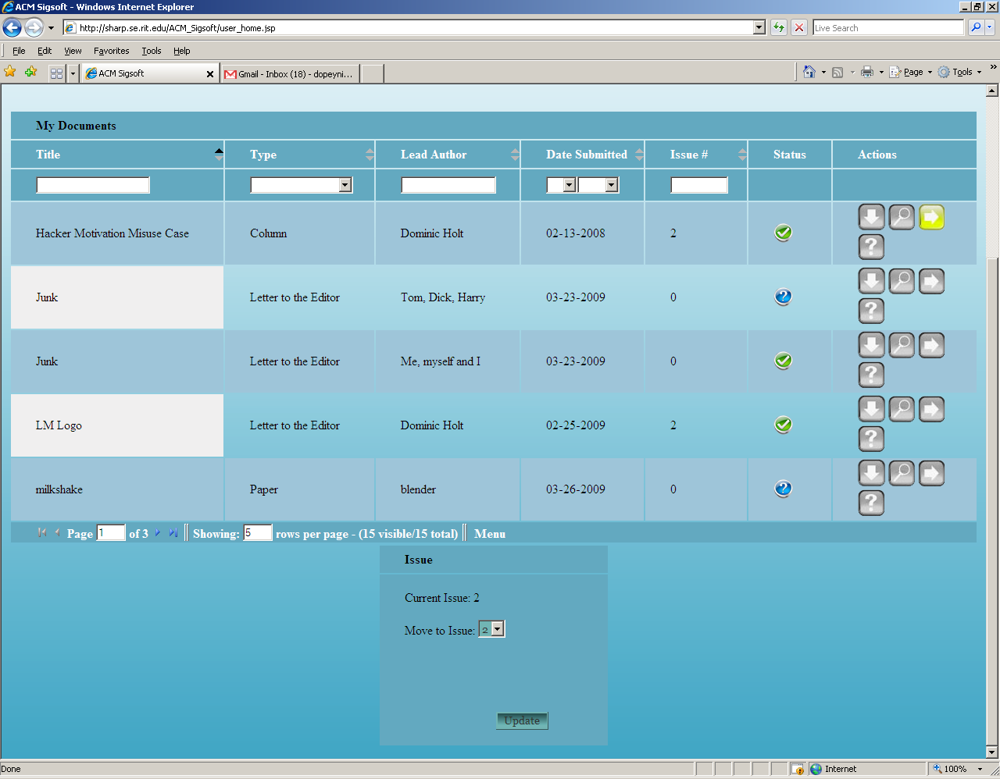 ACM Sigsoft - Windows Internet Explorer
http://sharp.se.rit.edu/ACM_Sigsoft/user_home.jsp
Live Search
File Edit View Favorites Tools Help
ACM Sigsoft
Gmail - Inbox (18) - dopeyni...
Page Tools »
My Documents
Title Type Lead Author Date Submitted Issue # Status Actions
Hacker Motivation Misuse Case Column Dominic Holt 02-13-2008 2
?
Junk Letter to the Editor Tom, Dick, Harry 03-23-2009 0 ?
?
Junk Letter to the Editor Me, myself and I 03-23-2009 0
?
LM Logo Letter to the Editor Dominic Holt 02-25-2009 2
?
milkshake Paper blender 03-26-2009 0 ?
?
Page 1 of 3 Showing: 5 rows per page - (15 visible/15 total) Menu
Issue
Current Issue: 2
Move to Issue: 2
Update
Done Internet 100%